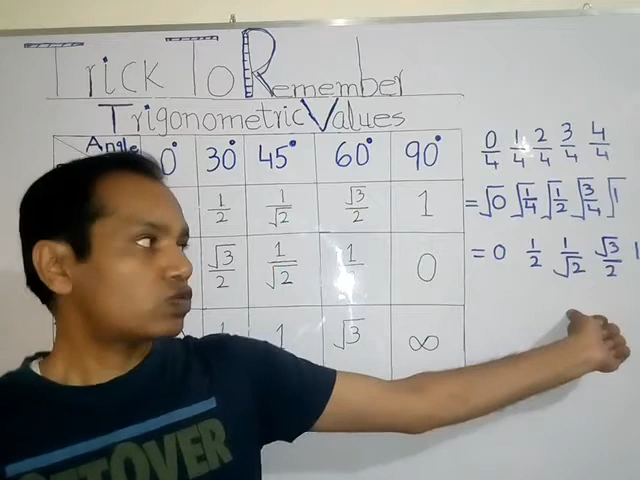 Trick To Remember
Trigonometric Values
Angle 0° 30° 45° 60° 90°
1/2 1/√2 √3/2 1
√3/2 1/√2 1/2 0
1 √3 ∞
0/4 1/4 2/4 3/4 4/4
= √0 √1/4 √1/2 √3/4 √1
= 0 1/2 1/√2 √3/2 1